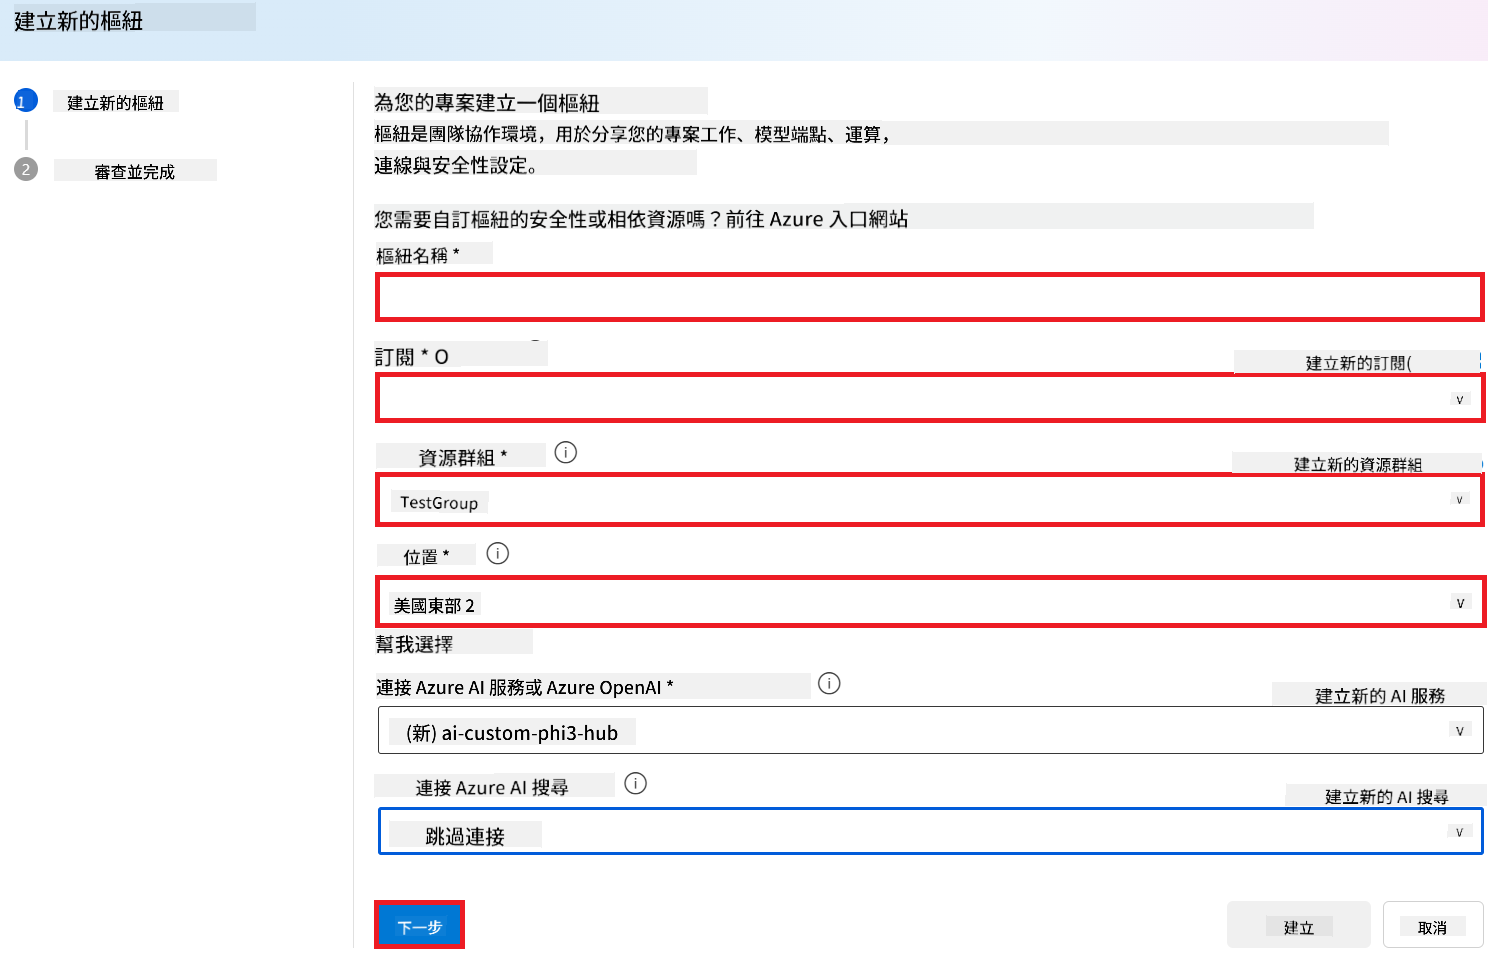 建立新的樞紐
1 建立新的樞紐
2 審查並完成
為您的專案建立一個樞紐
樞紐是團隊協作環境，用於分享您的專案工作、模型端點、運算，
連線與安全性設定。
您需要自訂樞紐的安全性或相依資源嗎？前往 Azure 入口網站
樞紐名稱 *
訂閱 * O
建立新的訂閱(
v
資源群組 *
建立新的資源群組
TestGroup
v
位置 *
美國東部 2
v
幫我選擇
連接 Azure AI 服務或 Azure OpenAI *
建立新的 AI 服務
(新) ai-custom-phi3-hub
v
連接 Azure AI 搜尋
建立新的 AI 搜尋
跳過連接
v
下一步
建立
取消